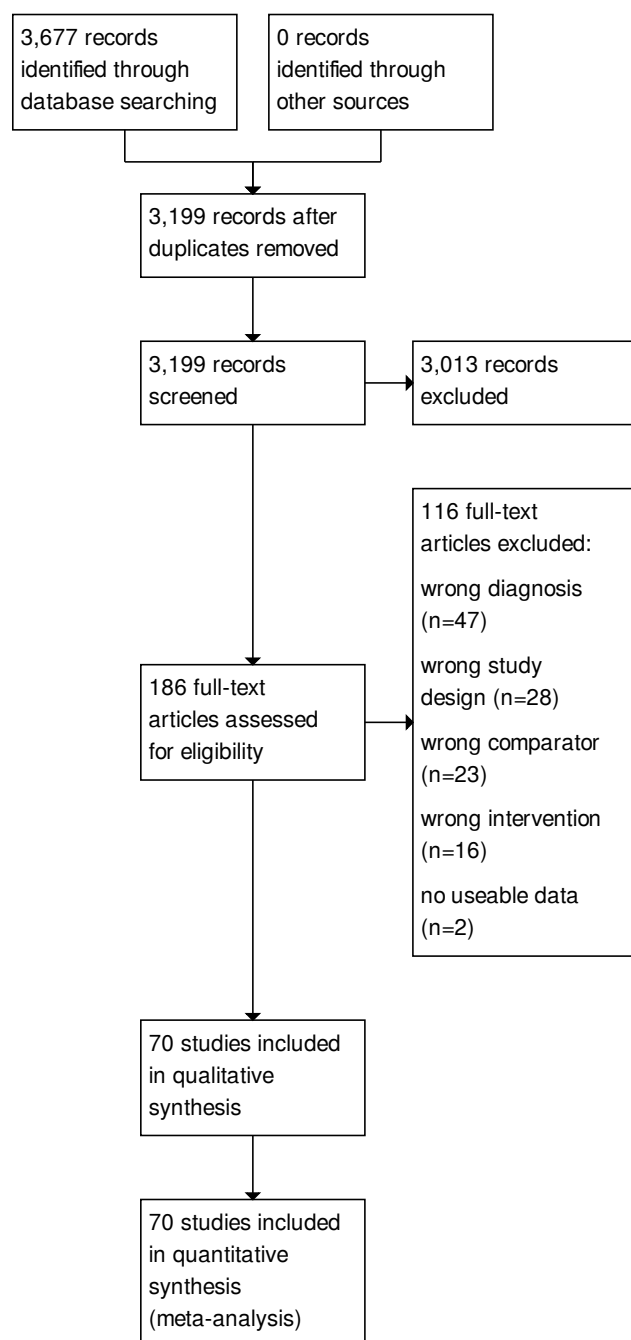 3,677 records
identified through
database searching
0 records
identified through
other sources
3,199 records after
duplicates removed
3,199 records
screened
3,013 records
excluded
116 full-text
articles excluded:
wrong diagnosis
(n=47)
wrong study
design (n=28)
wrong comparator
(n=23)
wrong intervention
(n=16)
no useable data
(n=2)
186 full-text
articles assessed
for eligibility
70 studies included
in qualitative
synthesis
70 studies included
in quantitative
synthesis
(meta-analysis)